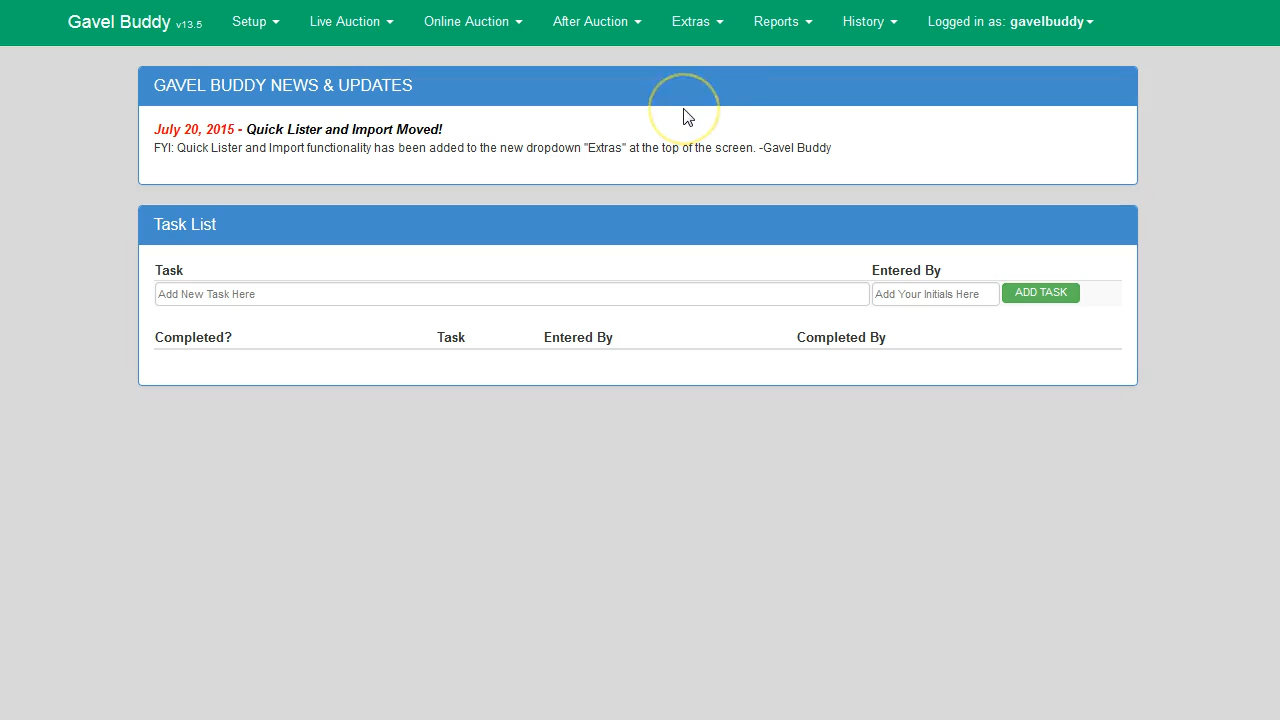 Gavel Buddy v13.5 Setup Live Auction Online Auction After Auction Extras Reports History Logged in as: gavelbuddy
GAVEL BUDDY NEWS & UPDATES
July 20, 2015 - Quick Lister and Import Moved!
FYI: Quick Lister and Import functionality has been added to the new dropdown "Extras" at the top of the screen. -Gavel Buddy
Task List
Task Entered By
Add New Task Here Add Your Initials Here ADD TASK
Completed? Task Entered By Completed By